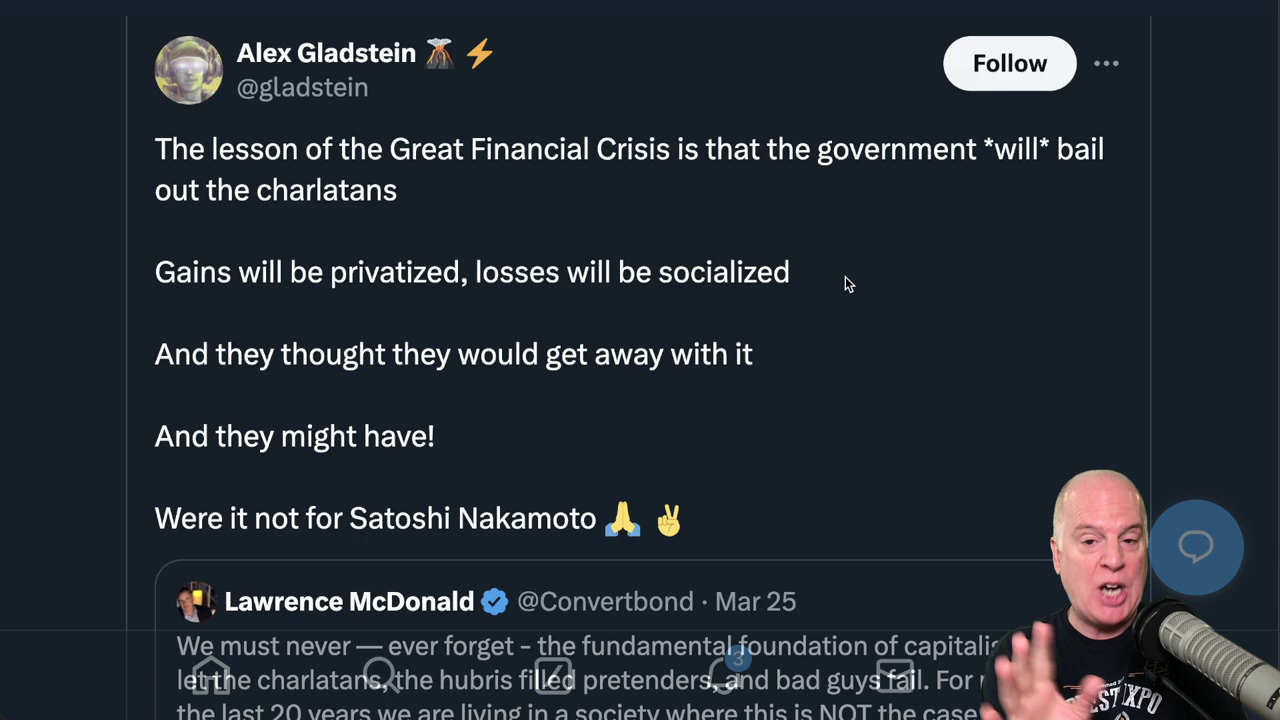 Alex Gladstein 🌋 ⚡
@gladstein
Follow
The lesson of the Great Financial Crisis is that the government *will* bail
out the charlatans
Gains will be privatized, losses will be socialized
And they thought they would get away with it
And they might have!
Were it not for Satoshi Nakamoto 🙏 ✌
Lawrence McDonald @Convertbond · Mar 25
We must never — ever forget - the fundamental foundation of
let the charlatans, the hubris filled pretenders, and bad guys fail. For
3
the last 20 years we are living in a society where this is NOT the case
XPO